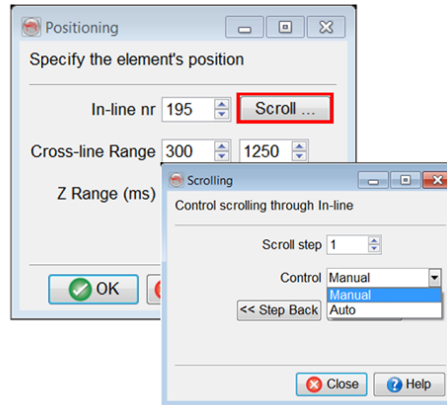 Positioning
Specify the element's position
In-line nr 195 Scroll ...
Cross-line Range 300 1250
Z Range (ms)
OK
Scrolling
Control scrolling through In-line
Scroll step 1
Control Manual
Manual
Auto
<< Step Back
Close Help